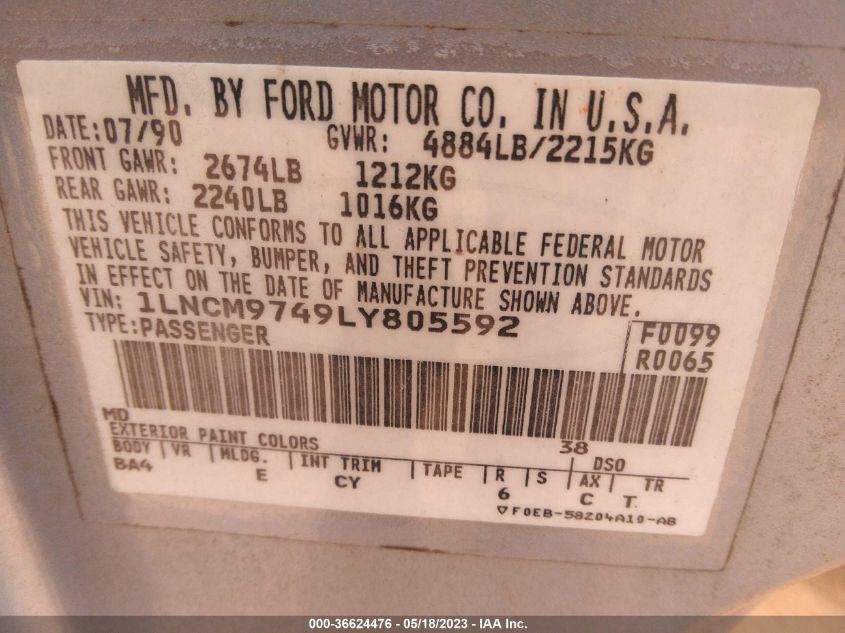 MFD. BY FORD MOTOR CO. IN U.S.A.
DATE:07/90 GVWR: 4884LB/2215KG
FRONT GAWR: 2674LB 1212KG
REAR GAWR: 2240LB 1016KG
THIS VEHICLE CONFORMS TO ALL APPLICABLE FEDERAL MOTOR
VEHICLE SAFETY, BUMPER, AND THEFT PREVENTION STANDARDS
IN EFFECT ON THE DATE OF MANUFACTURE SHOWN ABOVE.
VIN: 1LNCM9749LY805592
TYPE:PASSENGER F0099
R0065
MD
EXTERIOR PAINT COLORS 38 DSO
BODY VR MLDG. INT TRIM TAPE R S AX TR
BA4 E CY 6 C T
▽F0EB-58204A10-AB
000-36624476 - 05/18/2023 - IAA Inc.